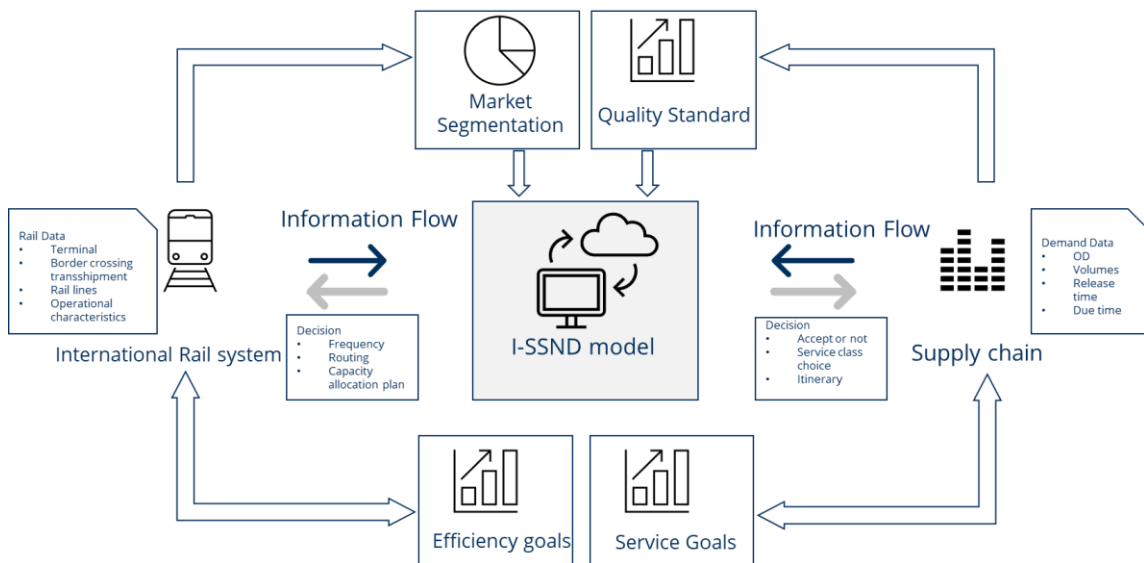 Market
Segmentation
Quality Standard
Rail Data
• Terminal
• Border crossing
transshipment
• Rail lines
• Operational
characteristics
International Rail system
Information Flow
Decision
• Frequency
• Routing
• Capacity
allocation plan
I-SSND model
Information Flow
Decision
• Accept or not
• Service class
choice
• Itinerary
Demand Data
• OD
• Volumes
• Release
time
• Due time
Supply chain
Efficiency goals
Service Goals